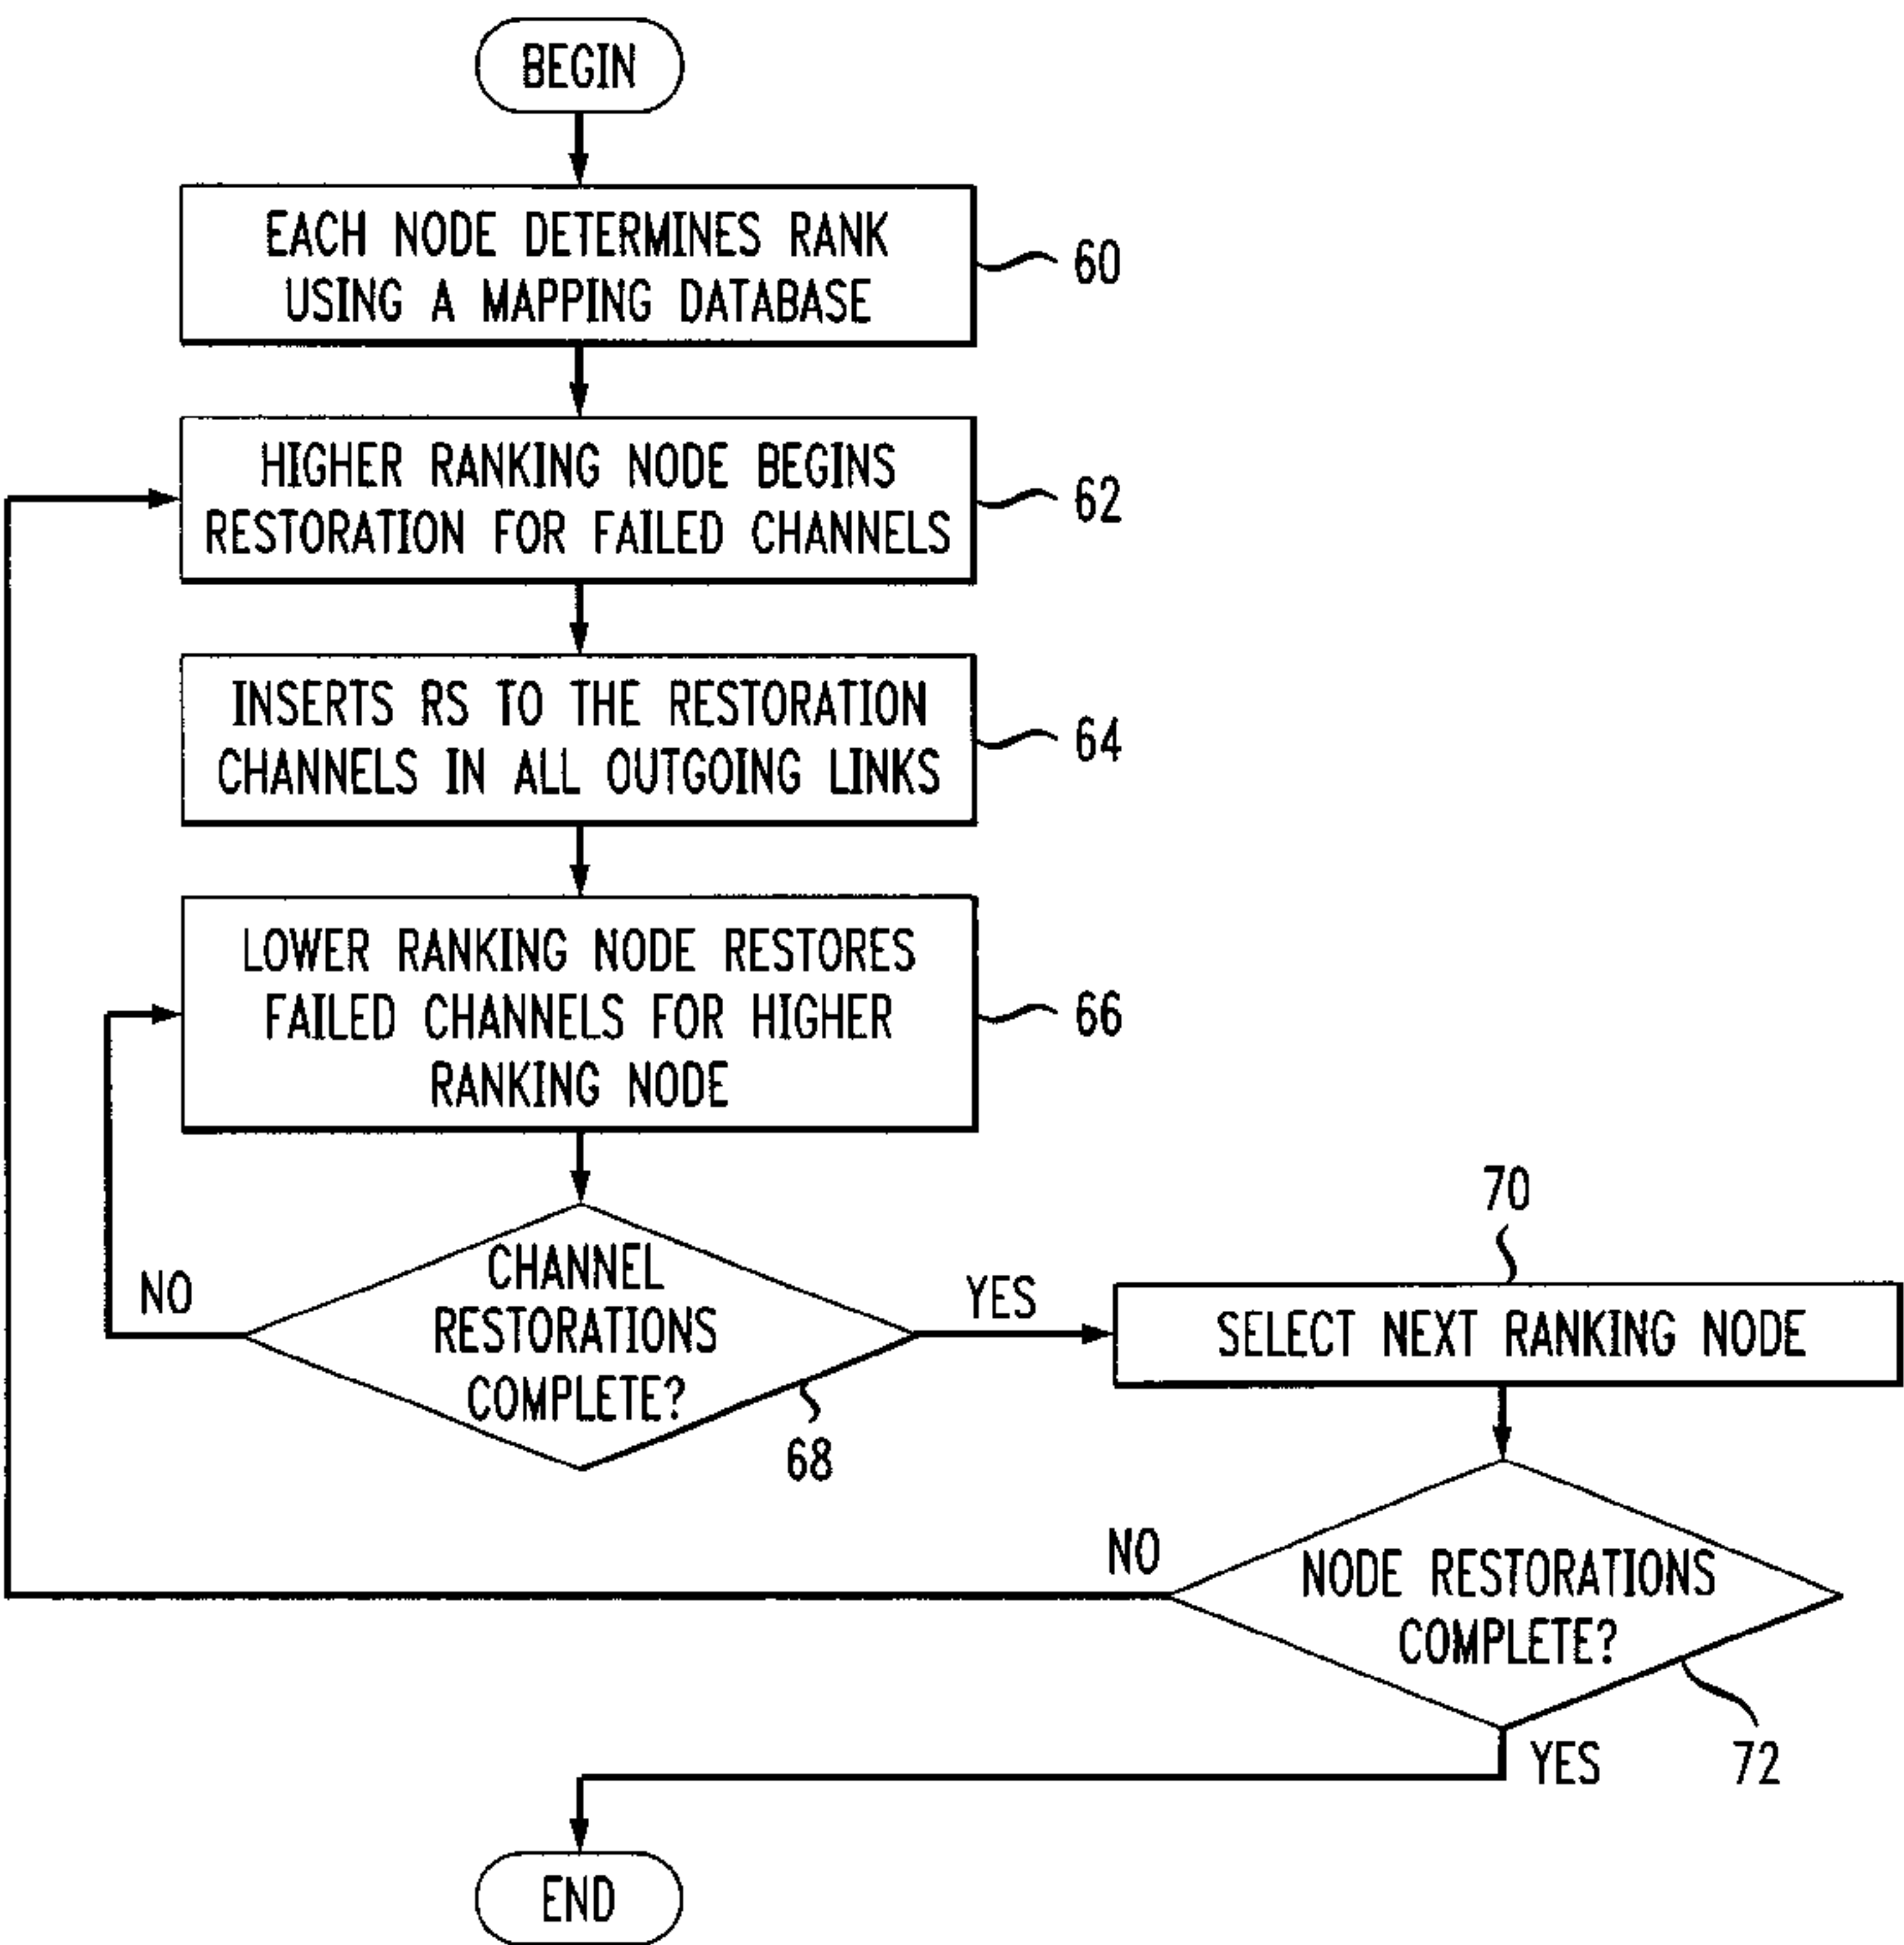 BEGIN
EACH NODE DETERMINES RANK
USING A MAPPING DATABASE
60
HIGHER RANKING NODE BEGINS
RESTORATION FOR FAILED CHANNELS
62
INSERTS RS TO THE RESTORATION
CHANNELS IN ALL OUTGOING LINKS
64
LOWER RANKING NODE RESTORES
FAILED CHANNELS FOR HIGHER
RANKING NODE
66
CHANNEL
RESTORATIONS
COMPLETE?
NO
YES
68
70
SELECT NEXT RANKING NODE
NO
NODE RESTORATIONS
COMPLETE?
YES
72
END